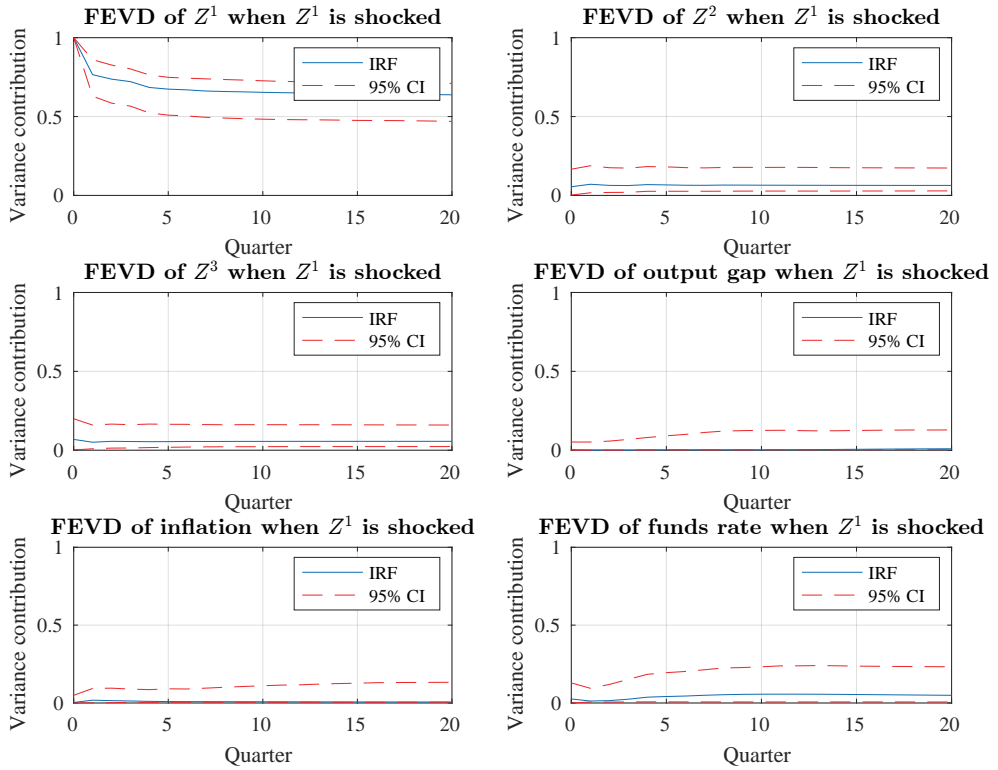 FEVD of Z¹ when Z¹ is shocked
Variance contribution
1
0.5
0
0 5 10 15 20
Quarter
IRF
95% CI
FEVD of Z² when Z¹ is shocked
Variance contribution
1
0.5
0
0 5 10 15 20
Quarter
IRF
95% CI
FEVD of Z³ when Z¹ is shocked
Variance contribution
1
0.5
0
0 5 10 15 20
Quarter
IRF
95% CI
FEVD of output gap when Z¹ is shocked
Variance contribution
1
0.5
0
0 5 10 15 20
Quarter
IRF
95% CI
FEVD of inflation when Z¹ is shocked
Variance contribution
1
0.5
0
0 5 10 15 20
Quarter
IRF
95% CI
FEVD of funds rate when Z¹ is shocked
Variance contribution
1
0.5
0
0 5 10 15 20
Quarter
IRF
95% CI